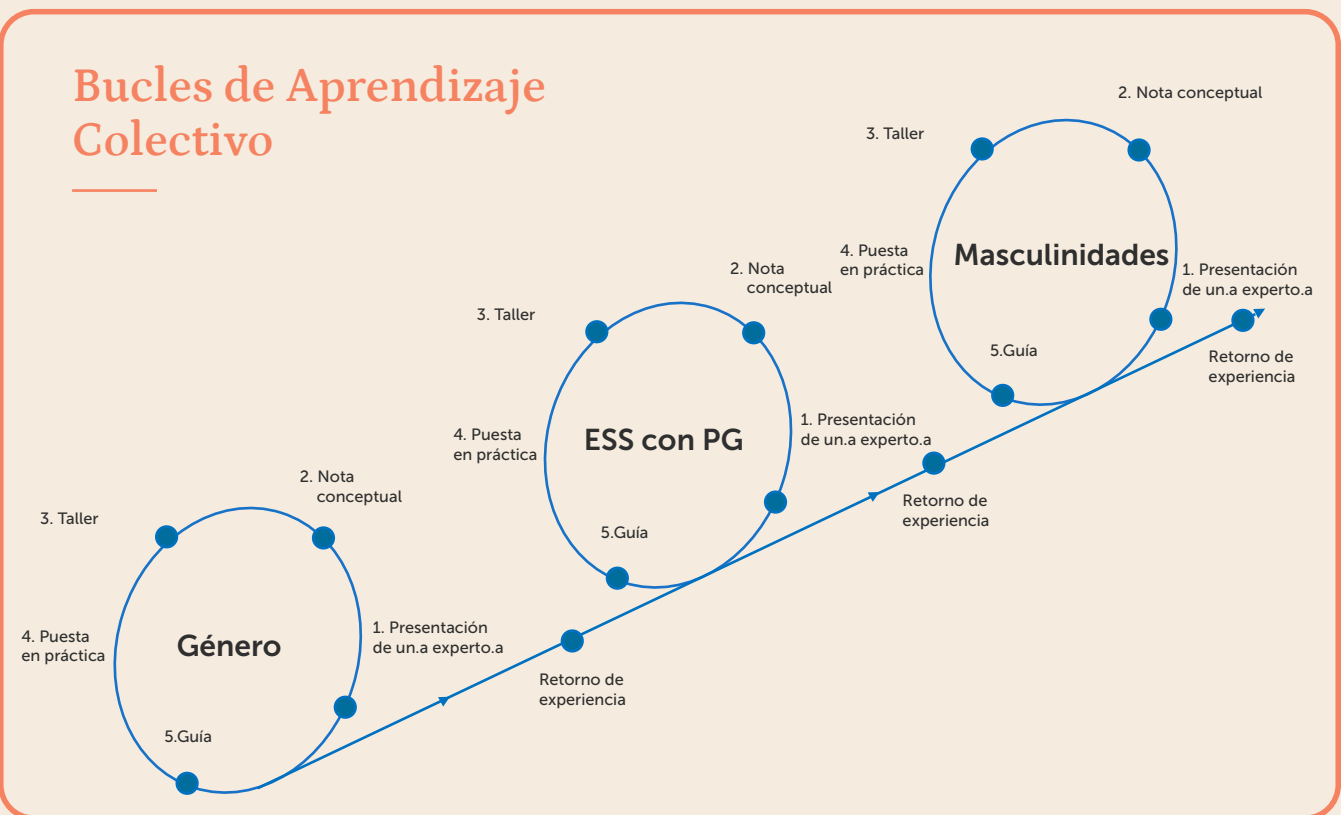 Bucles de Aprendizaje
Colectivo
2. Nota conceptual
3. Taller
4. Puesta
en práctica
Masculinidades
1. Presentación
de un.a experto.a
5.Guía
Retorno de
experiencia
2. Nota
conceptual
3. Taller
4. Puesta
en práctica
ESS con PG
1. Presentación
de un.a experto.a
5.Guía
Retorno de
experiencia
2. Nota
conceptual
3. Taller
4. Puesta
en práctica
Género
1. Presentación
de un.a experto.a
5.Guía
Retorno de
experiencia